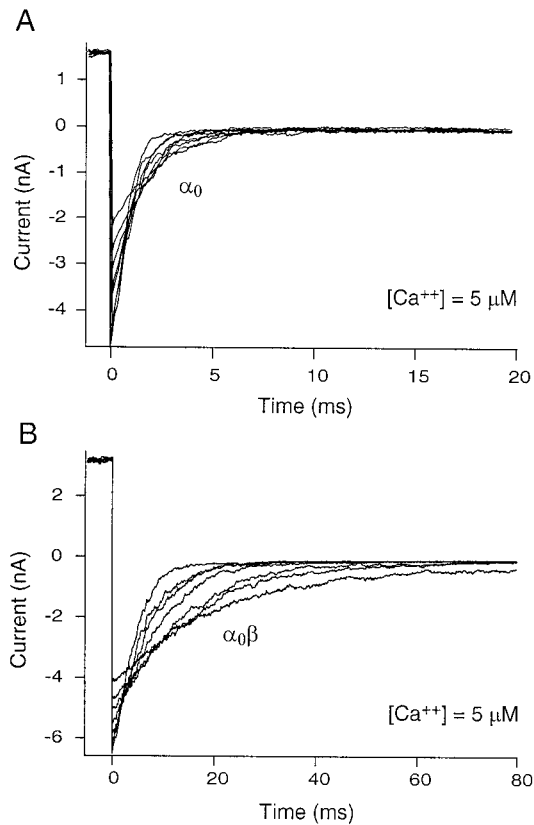 A
Current (nA)
1
0
-1
-2
-3
-4
α₀
[Ca⁺⁺] = 5 μM
0 5 10 15 20
Time (ms)
B
Current (nA)
2
0
-2
-4
-6
α₀β
[Ca⁺⁺] = 5 μM
0 20 40 60 80
Time (ms)